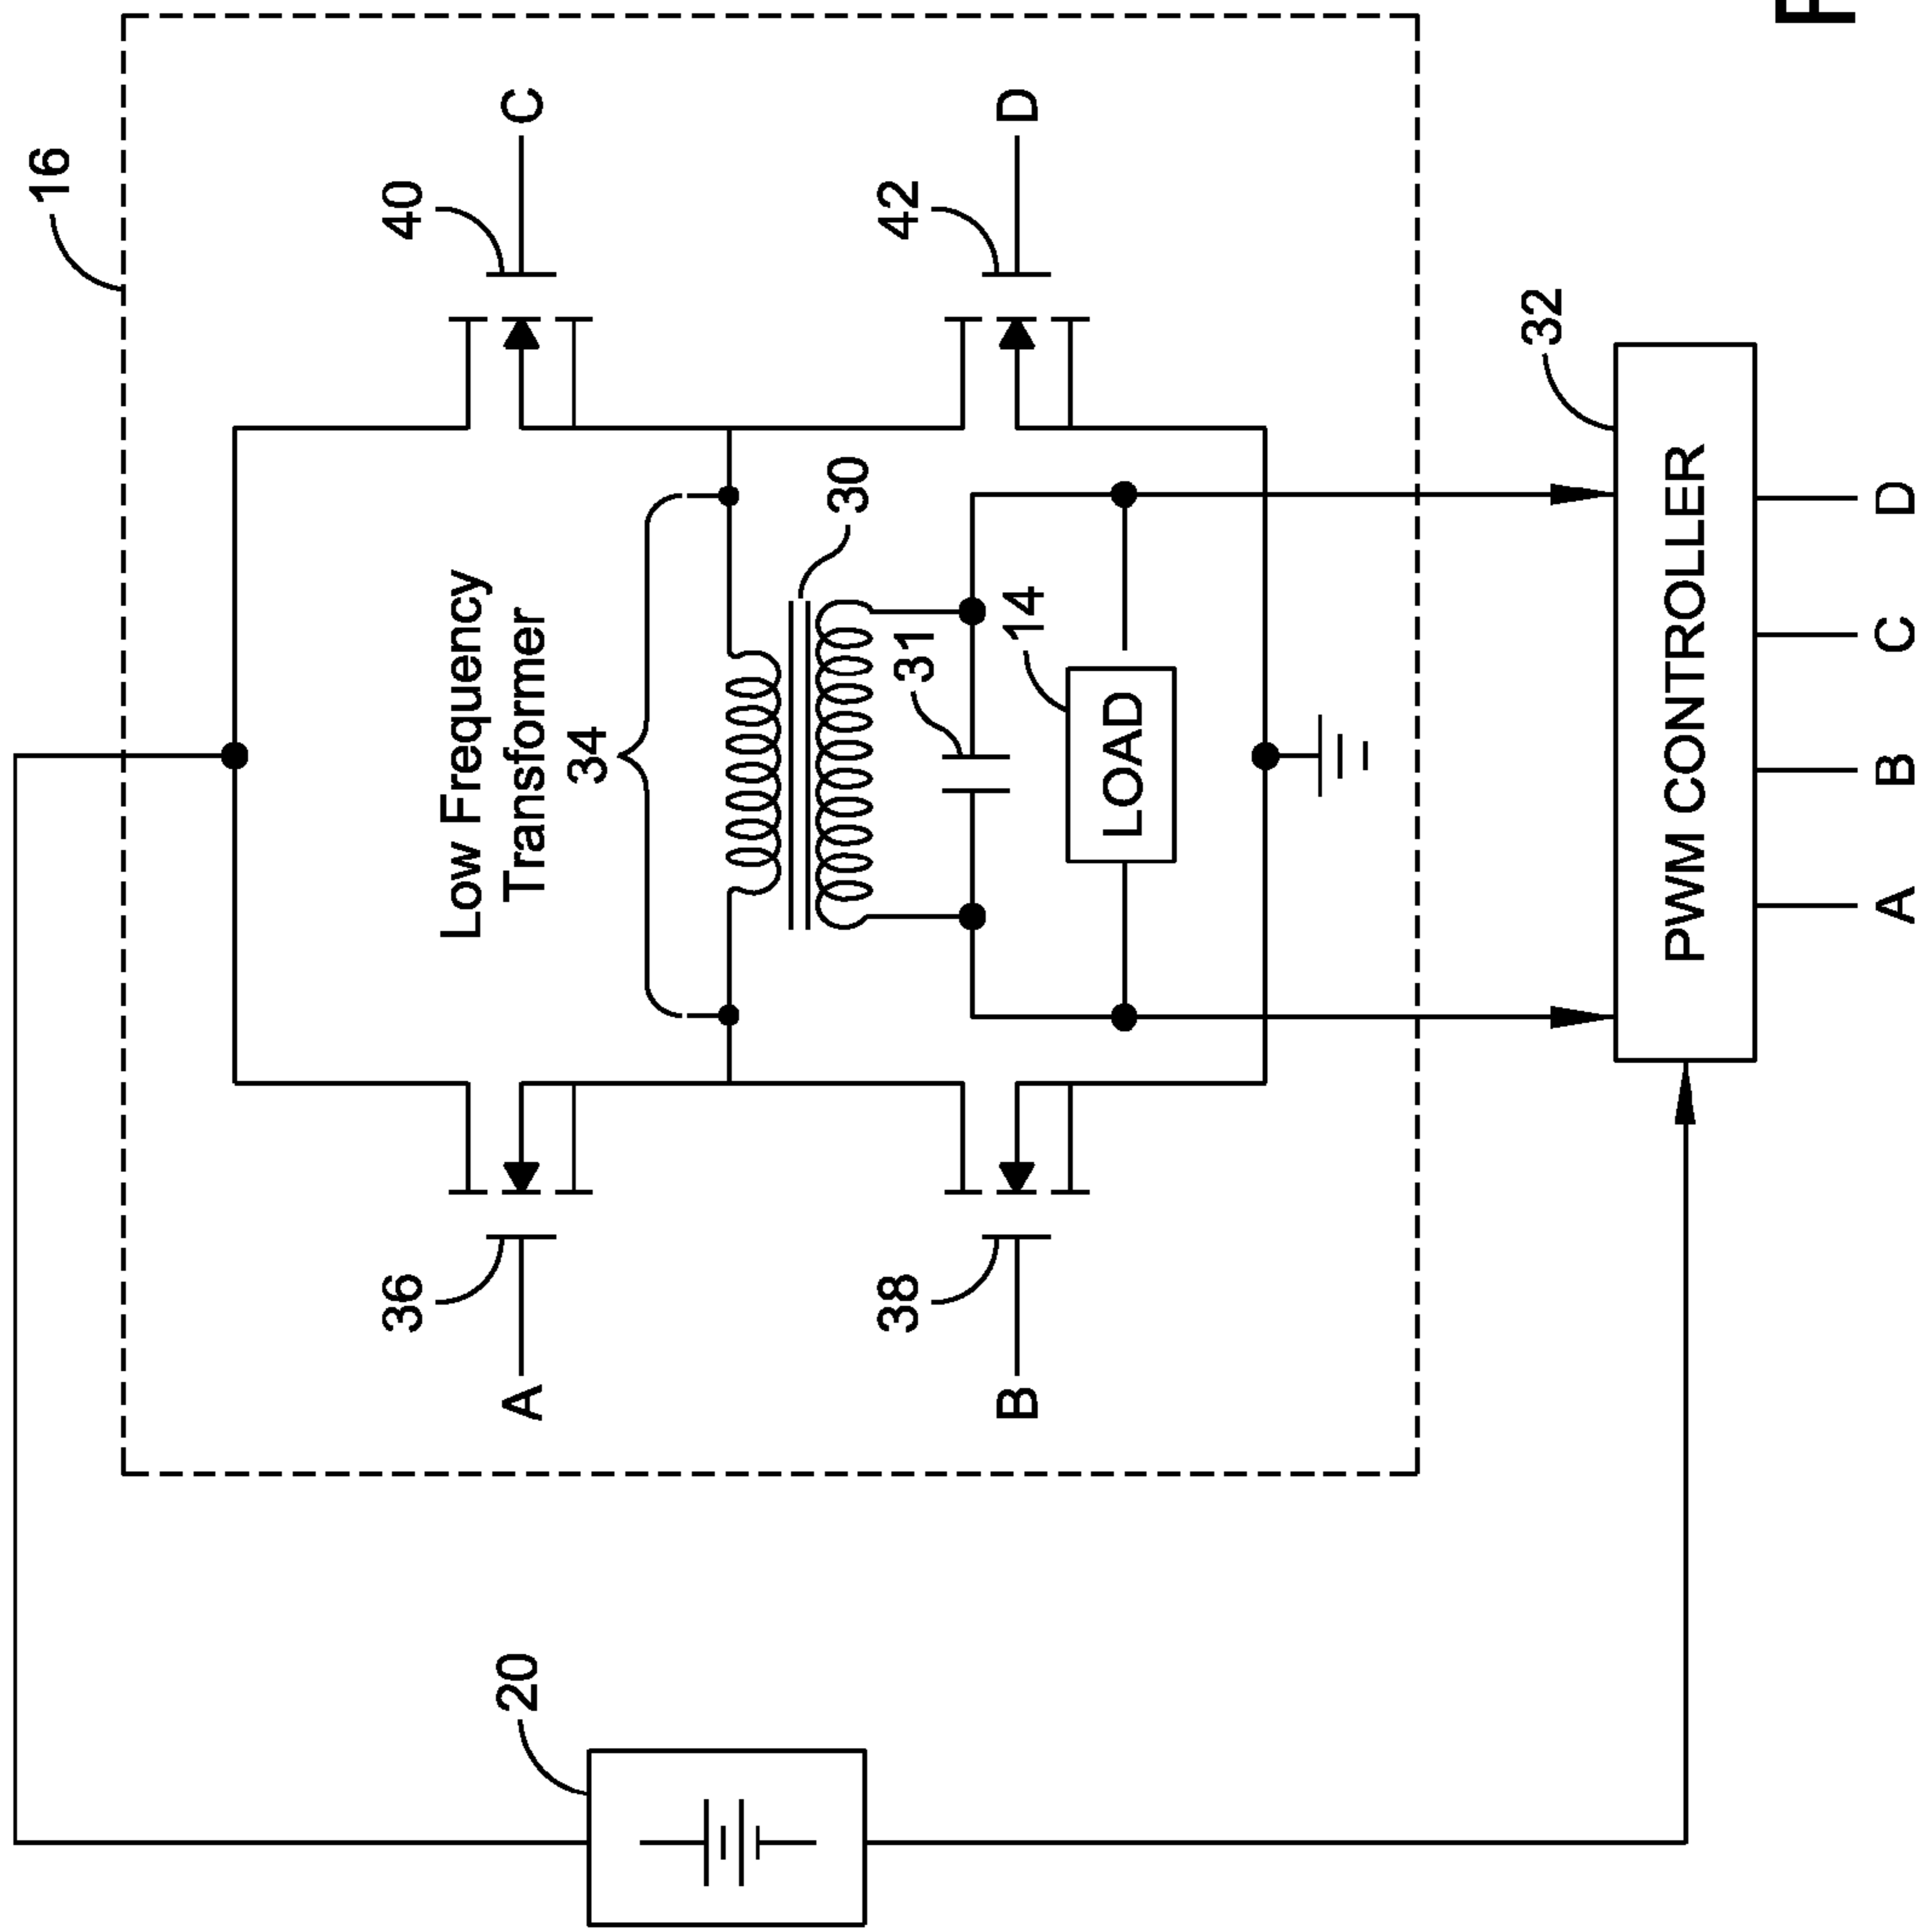 16
36
40
Low Frequency
Transformer
20
A
C
34
30
38
31
42
B
14
D
LOAD
32
PWM CONTROLLER
A
B
C
D